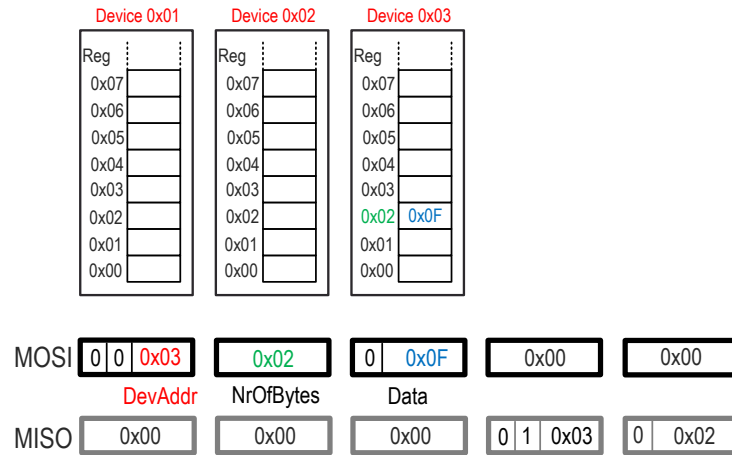 Device 0x01 Device 0x02 Device 0x03
Reg Reg Reg
0x07 0x07 0x07
0x06 0x06 0x06
0x05 0x05 0x05
0x04 0x04 0x04
0x03 0x03 0x03
0x02 0x02 0x02 0x0F
0x01 0x01 0x01
0x00 0x00 0x00
MOSI 0 0 0x03 0x02 0 0x0F 0x00 0x00
DevAddr NrOfBytes Data
MISO 0x00 0x00 0x00 0 1 0x03 0 0x02